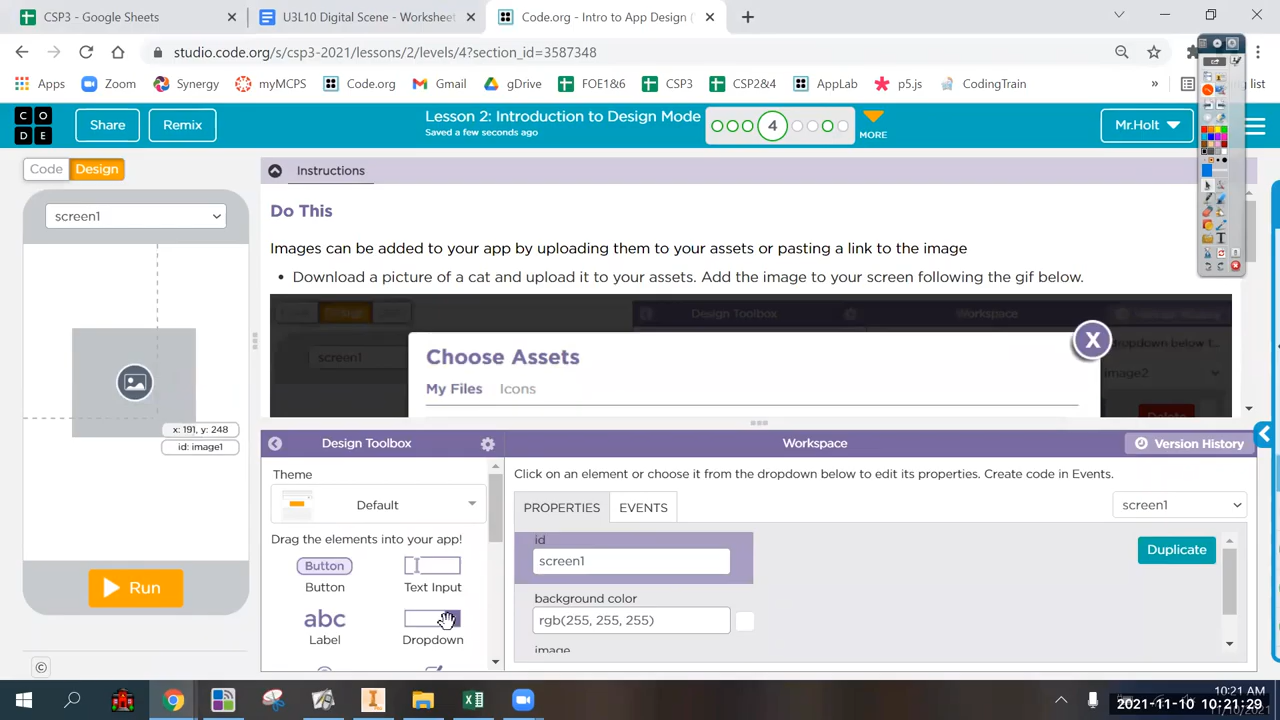 CSP3 - Google Sheets
U3L10 Digital Scene - Worksheet
Code.org - Intro to App Design (
studio.code.org/s/csp3-2021/lessons/2/levels/4?section_id=3587348
Apps
Zoom
Synergy
myMCPS
Code.org
Gmail
gDrive
FOE1&6
CSP3
CSP2&4
AppLab
p5.js
CodingTrain
»
CO
DE
Share
Remix
Lesson 2: Introduction to Design Mode
Saved a few seconds ago
4
MORE
Mr.Holt
Code
Design
Instructions
screen1
Do This
Images can be added to your app by uploading them to your assets or pasting a link to the image
• Download a picture of a cat and upload it to your assets. Add the image to your screen following the gif below.
Design Toolbox
Workspace
screen1
Choose Assets
X
image2
My Files
Icons
Delete
x: 191, y: 248
id: image1
Design Toolbox
Workspace
Version History
Theme
Default
Click on an element or choose it from the dropdown below to edit its properties. Create code in Events.
PROPERTIES
EVENTS
screen1
Drag the elements into your app!
id
screen1
Duplicate
Button
Button
Text Input
abc
Label
Dropdown
background color
rgb(255, 255, 255)
image
Run
©
10:21 AM
2021-11-10 10:21:29